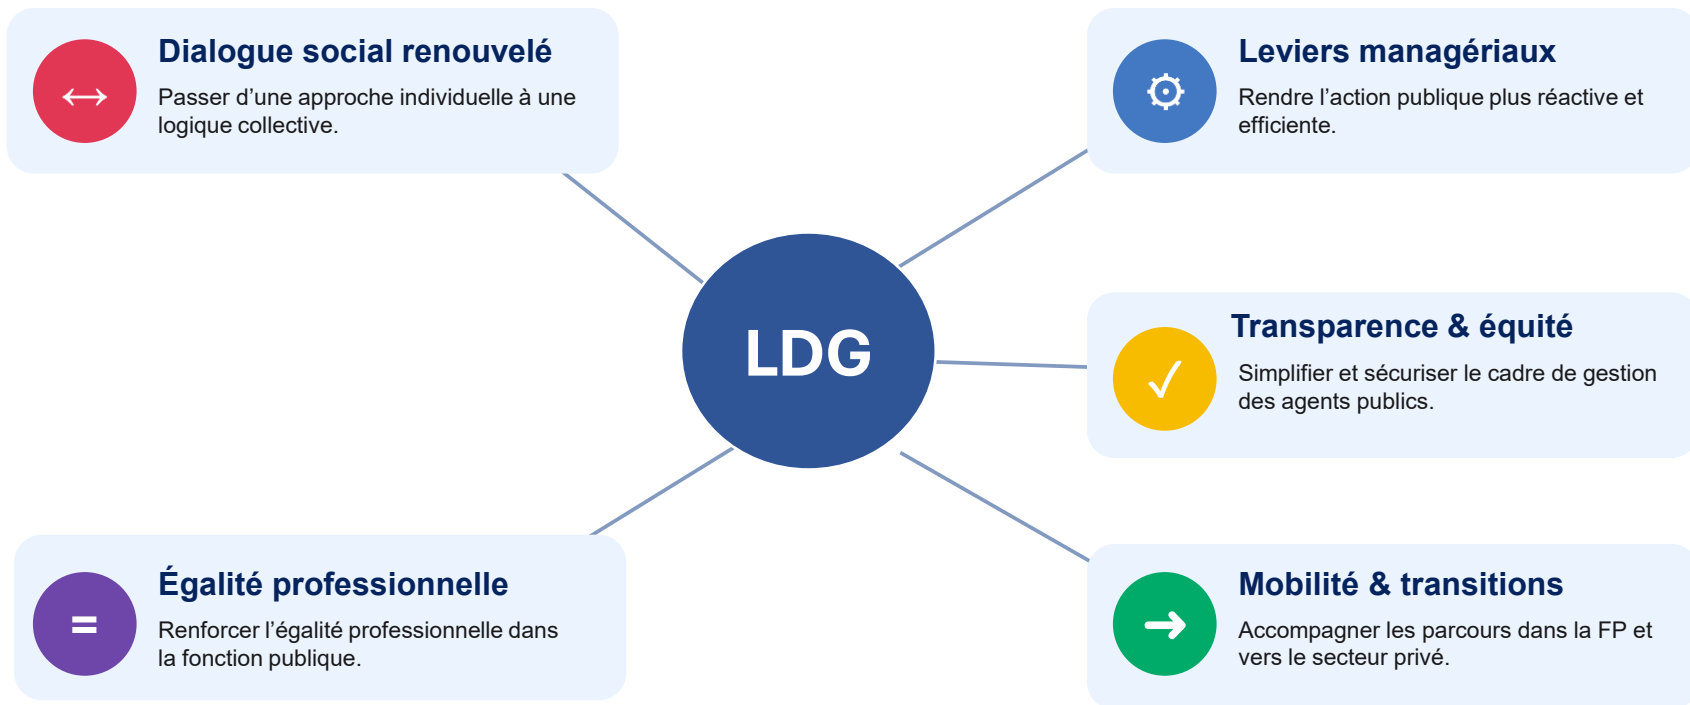 Dialogue social renouvelé
Passer d’une approche individuelle à une
logique collective.
Leviers managériaux
Rendre l’action publique plus réactive et
efficiente.
LDG
Transparence & équité
Simplifier et sécuriser le cadre de gestion
des agents publics.
Égalité professionnelle
Renforcer l’égalité professionnelle dans
la fonction publique.
Mobilité & transitions
Accompagner les parcours dans la FP et
vers le secteur privé.